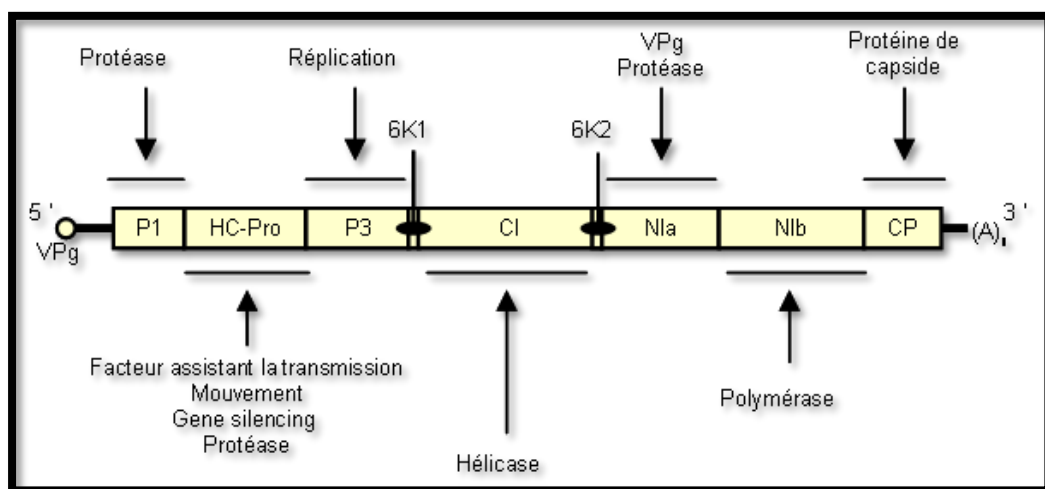 Protéase
Réplication
VPg
Protéase
Protéine de
capside
6K1
6K2
5 '
VPg
P1
HC-Pro
P3
CI
NIa
NIb
CP
(A)
3 '
Facteur assistant la transmission
Mouvement
Gene silencing
Protéase
Hélicase
Polymérase